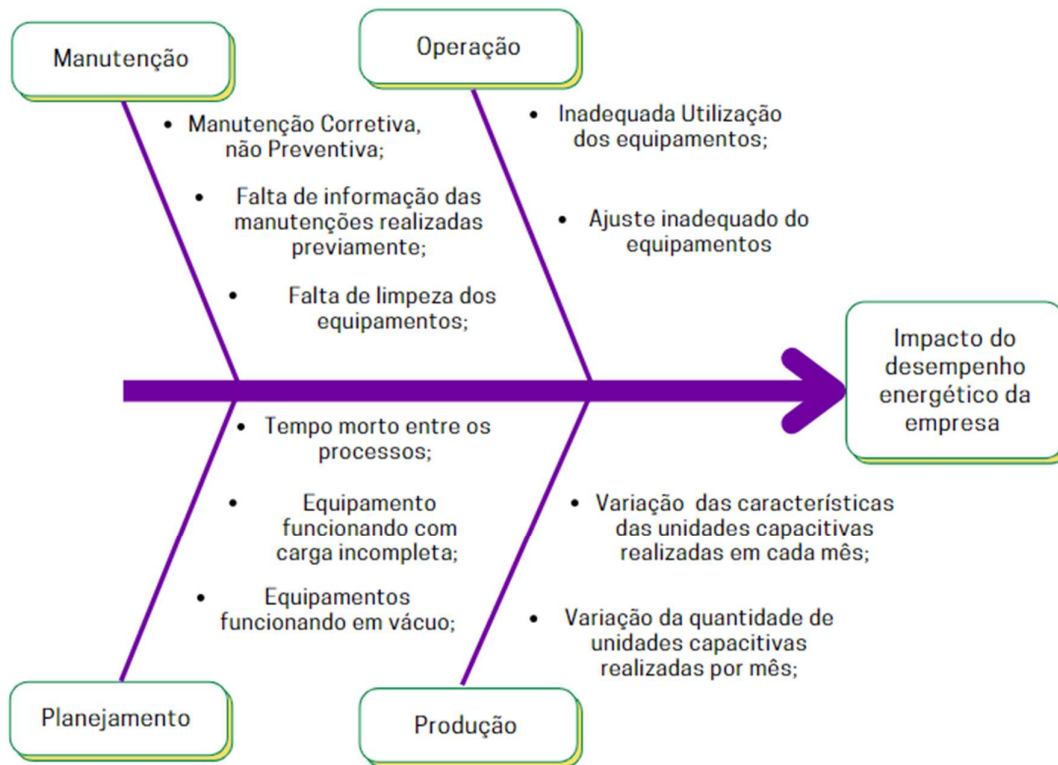 Manutenção
Operação
• Manutenção Corretiva,
não Preventiva;
• Falta de informação das
manutenções realizadas
previamente;
• Falta de limpeza dos
equipamentos;
• Inadequada Utilização
dos equipamentos;
• Ajuste inadequado do
equipamentos
Impacto do
desempenho
energético da
empresa
• Tempo morto entre os
processos;
• Equipamento
funcionando com
carga incompleta;
• Equipamentos
funcionando em vácuo;
• Variação das características
das unidades capacitivas
realizadas em cada mês;
• Variação da quantidade de
unidades capacitivas
realizadas por mês;
Planejamento
Produção